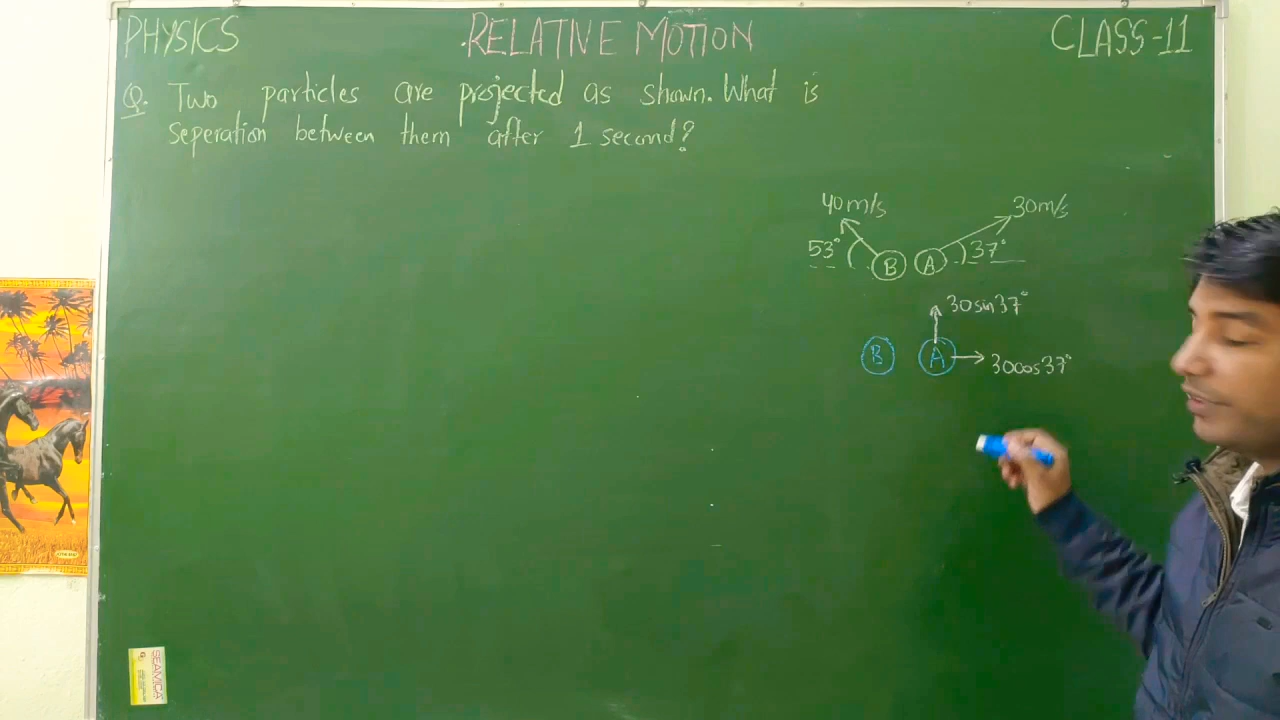 PHYSICS
RELATIVE MOTION
CLASS-11
Q. Two particles are projected as shown. What is
seperation between them after 1 second?
40m/s
30m/s
53°
B
A
37°
30sin37°
B
A
30cos37°
SEAMICA